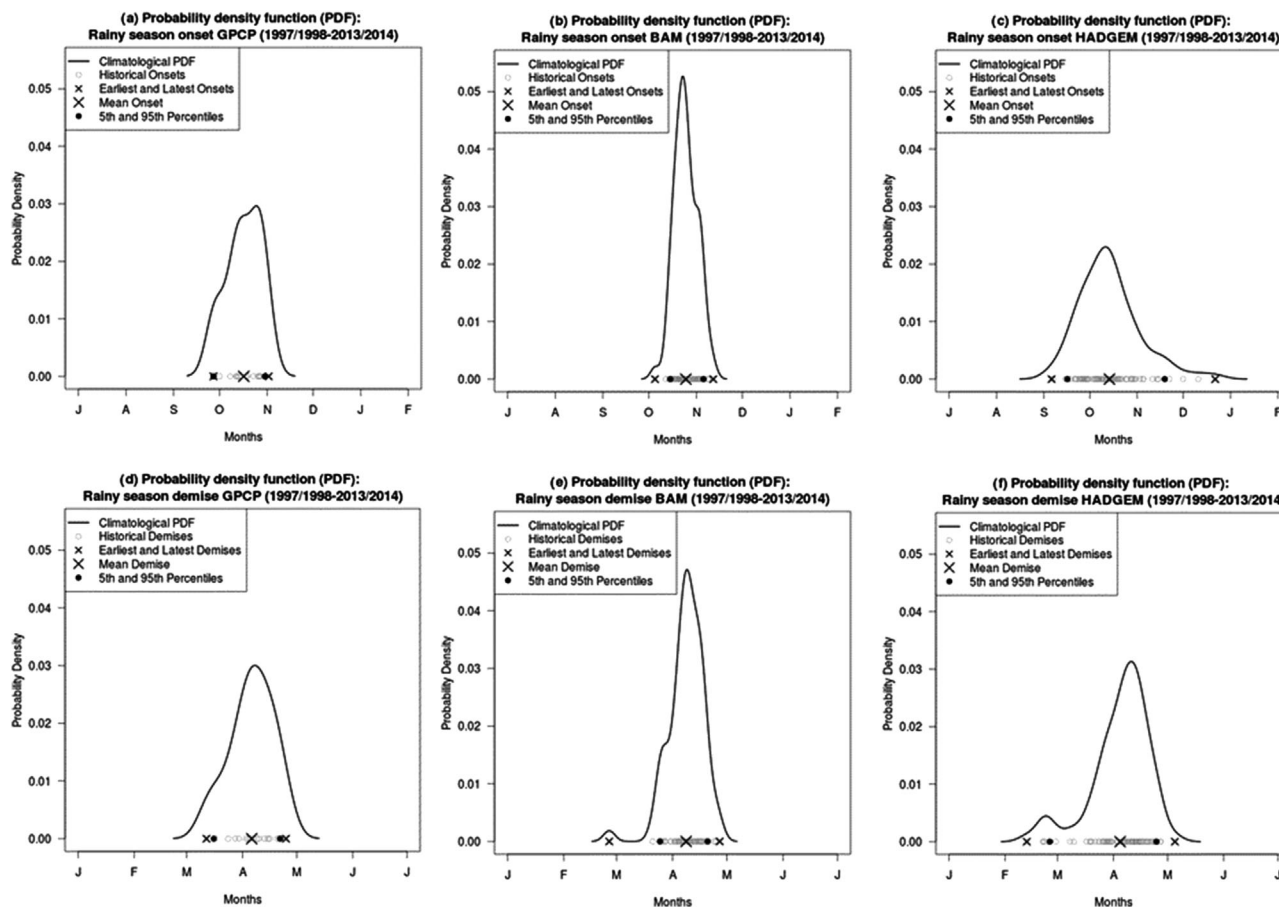 (a) Probability density function (PDF):
Rainy season onset GPCP (1997/1998-2013/2014)
Climatological PDF
Historical Onsets
Earliest and Latest Onsets
Mean Onset
5th and 95th Percentiles
Probability Density
0.05
0.04
0.03
0.02
0.01
0.00
J A S O N D J F
Months
(b) Probability density function (PDF):
Rainy season onset BAM (1997/1998-2013/2014)
Climatological PDF
Historical Onsets
Earliest and Latest Onsets
Mean Onset
5th and 95th Percentiles
Probability Density
0.05
0.04
0.03
0.02
0.01
0.00
J A S O N D J F
Months
(c) Probability density function (PDF):
Rainy season onset HADGEM (1997/1998-2013/2014)
Climatological PDF
Historical Onsets
Earliest and Latest Onsets
Mean Onset
5th and 95th Percentiles
Probability Density
0.05
0.04
0.03
0.02
0.01
0.00
J A S O N D J F
Months
(d) Probability density function (PDF):
Rainy season demise GPCP (1997/1998-2013/2014)
Climatological PDF
Historical Demises
Earliest and Latest Demises
Mean Demise
5th and 95th Percentiles
Probability Density
0.05
0.04
0.03
0.02
0.01
0.00
J F M A M J J
Months
(e) Probability density function (PDF):
Rainy season demise BAM (1997/1998-2013/2014)
Climatological PDF
Historical Demises
Earliest and Latest Demises
Mean Demise
5th and 95th Percentiles
Probability Density
0.05
0.04
0.03
0.02
0.01
0.00
J F M A M J J
Months
(f) Probability density function (PDF):
Rainy season demise HADGEM (1997/1998-2013/2014
Climatological PDF
Historical Demises
Earliest and Latest Demises
Mean Demise
5th and 95th Percentiles
Probability Density
0.05
0.04
0.03
0.02
0.01
0.00
J F M A M J J
Months